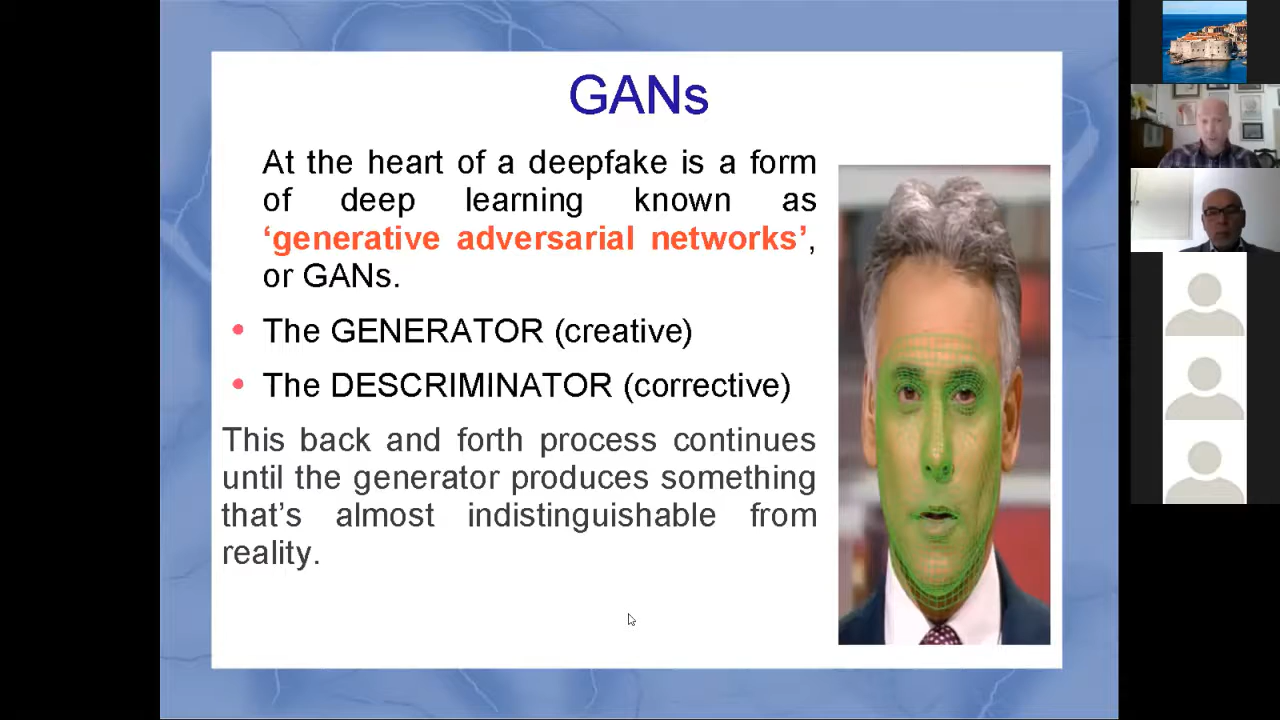 GANs
At the heart of a deepfake is a form
of deep learning known as
‘generative adversarial networks’,
or GANs.
• The GENERATOR (creative)
• The DESCRIMINATOR (corrective)
This back and forth process continues
until the generator produces something
that’s almost indistinguishable from
reality.